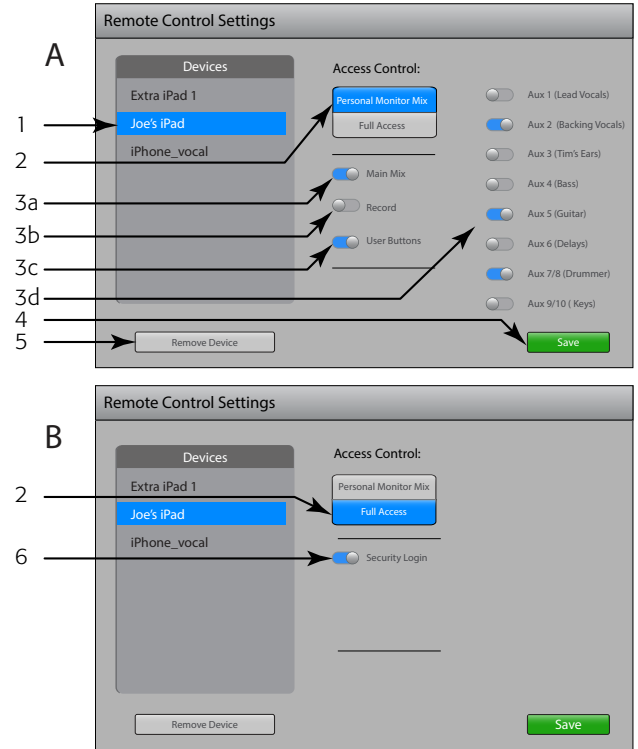 Remote Control Settings
A
Devices
Extra iPad 1
Joe's iPad
iPhone_vocal
Access Control:
Personal Monitor Mix
Full Access
Main Mix
Record
User Buttons
Aux 1 (Lead Vocals)
Aux 2 (Backing Vocals)
Aux 3 (Tim's Ears)
Aux 4 (Bass)
Aux 5 (Guitar)
Aux 6 (Delays)
Aux 7/8 (Drummer)
Aux 9/10 ( Keys)
1
2
3a
3b
3c
3d
4
5
Remove Device
Save
Remote Control Settings
B
Devices
Extra iPad 1
Joe's iPad
iPhone_vocal
Access Control:
Personal Monitor Mix
Full Access
Security Login
2
6
Remove Device
Save